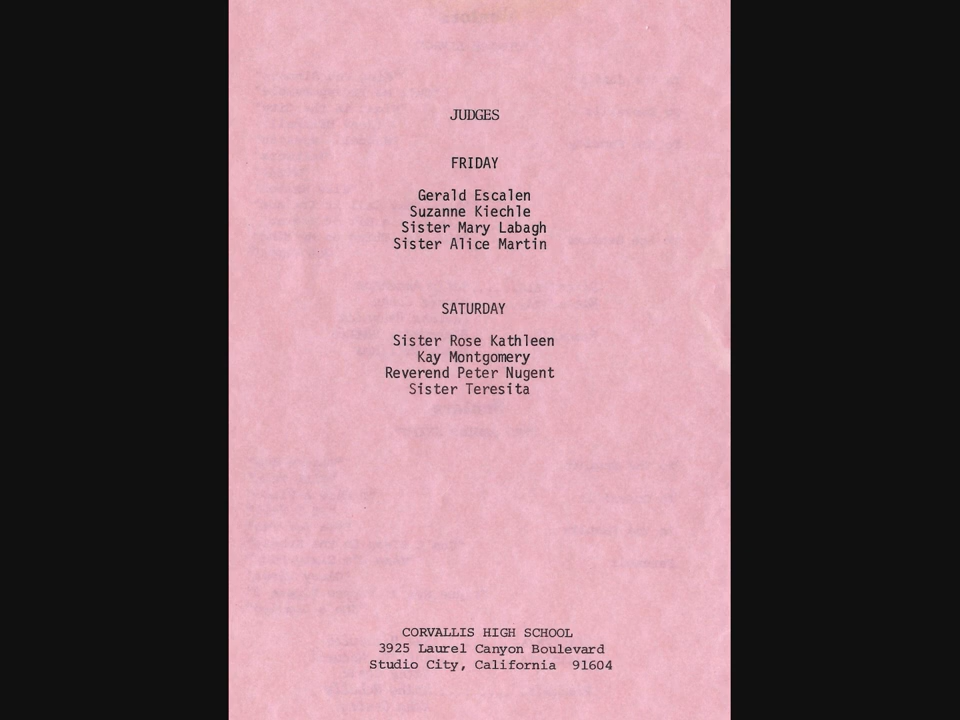 JUDGES
FRIDAY
Gerald Escalen
Suzanne Kiechle
Sister Mary Labagh
Sister Alice Martin
SATURDAY
Sister Rose Kathleen
Kay Montgomery
Reverend Peter Nugent
Sister Teresita
CORVALLIS HIGH SCHOOL
3925 Laurel Canyon Boulevard
Studio City, California 91604